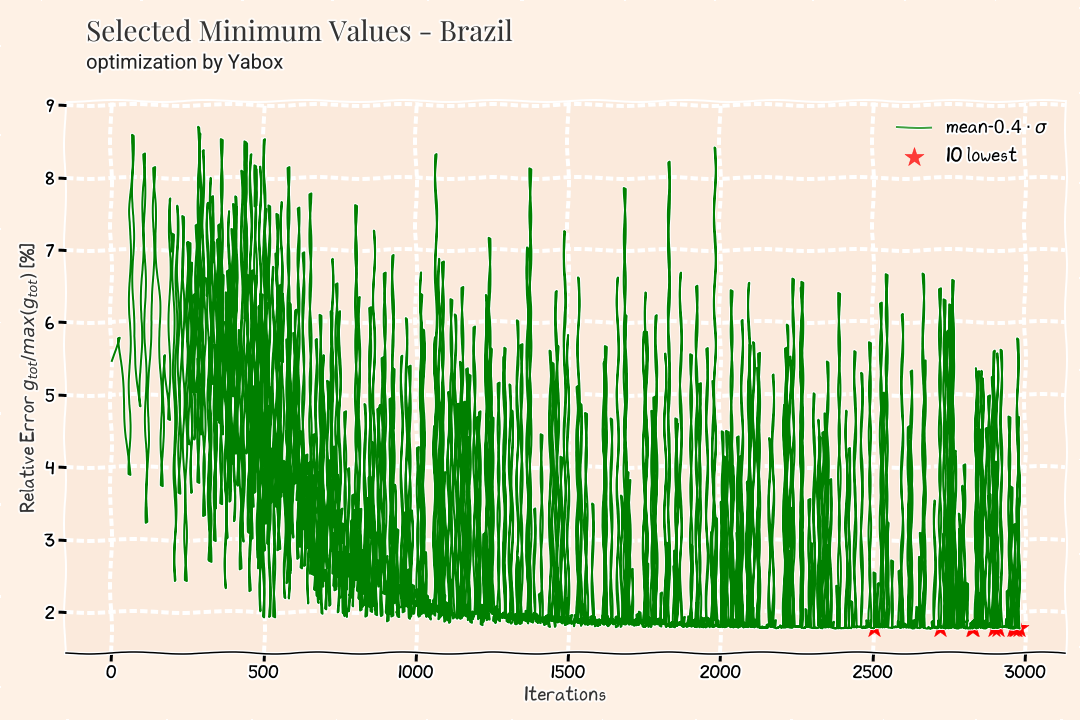 Selected Minimum Values - Brazil
optimization by Yabox
9
8
7
6
5
4
3
2
Relative Error g_tot/max(g_tot) [%]
mean-0.4 · σ
10 lowest
0 500 1000 1500 2000 2500 3000
Iterations